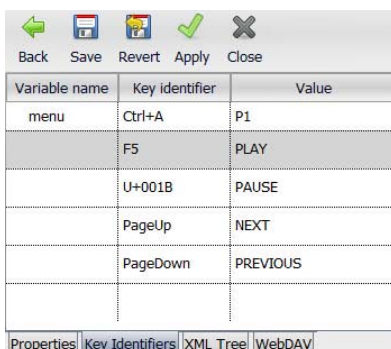 Back Save Revert Apply Close
Variable name Key identifier Value
menu Ctrl+A P1
F5 PLAY
U+001B PAUSE
PageUp NEXT
PageDown PREVIOUS
Properties Key Identifiers XML Tree WebDAV